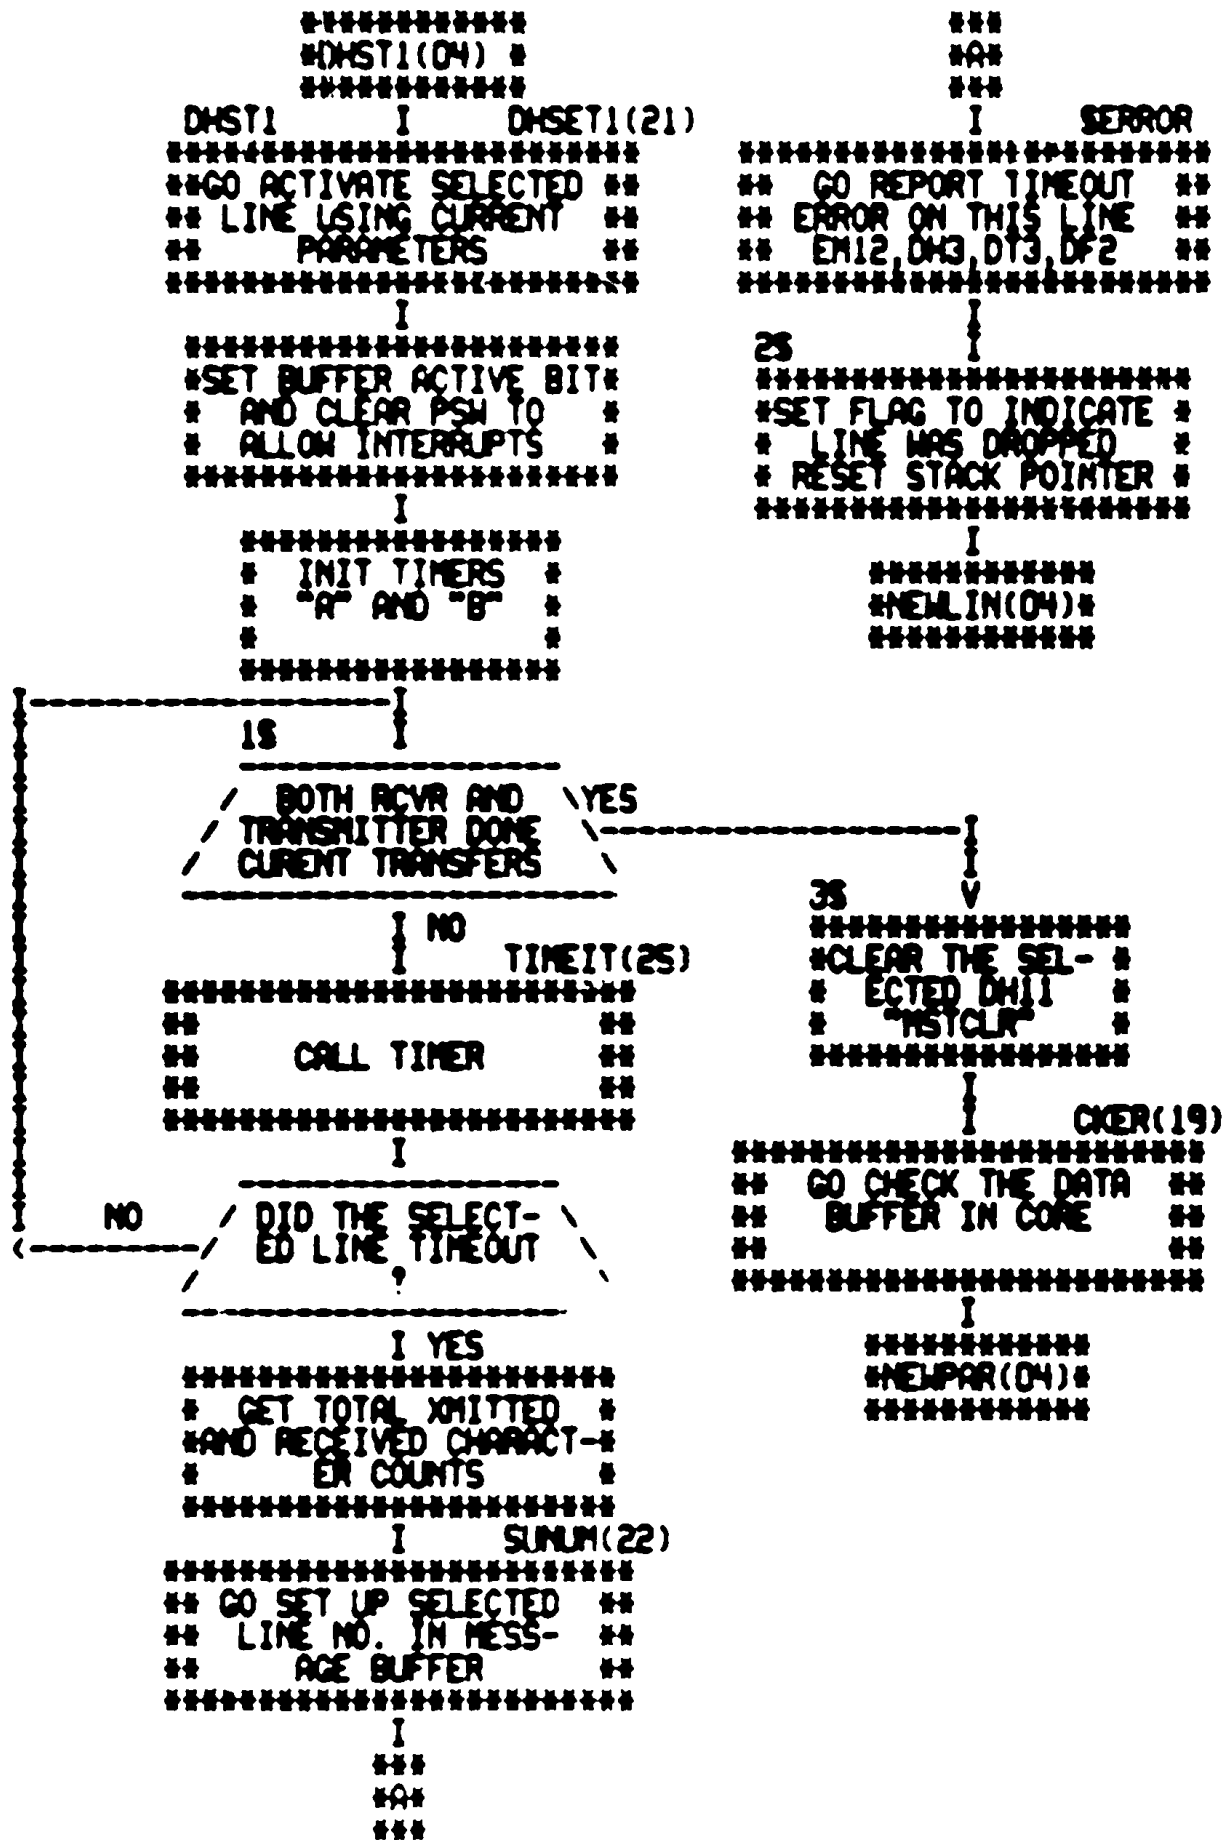 DHST1(04)
DHST1 DHSET1(21)
GO ACTIVATE SELECTED
LINE USING CURRENT
PARAMETERS
SET BUFFER ACTIVE BIT
AND CLEAR PSW TO
ALLOW INTERRUPTS
INIT TIMERS
"A" AND "B"
1$
BOTH RCVR AND
TRANSMITTER DONE
CURENT TRANSFERS
YES
NO
TIMEIT(25)
CALL TIMER
DID THE SELECT-
ED LINE TIMEOUT
?
NO
YES
GET TOTAL XMITTED
AND RECEIVED CHARACT-
ER COUNTS
SUNUM(22)
GO SET UP SELECTED
LINE NO. IN MESS-
AGE BUFFER
A
A
$ERROR
GO REPORT TIMEOUT
ERROR ON THIS LINE
EM12,DH3,DT3,DF2
2$
SET FLAG TO INDICATE
LINE WAS DROPPED
RESET STACK POINTER
NEWLIN(04)
3$
CLEAR THE SEL-
ECTED DH11
"MSTCLR"
CKER(19)
GO CHECK THE DATA
BUFFER IN CORE
NEWPAR(04)